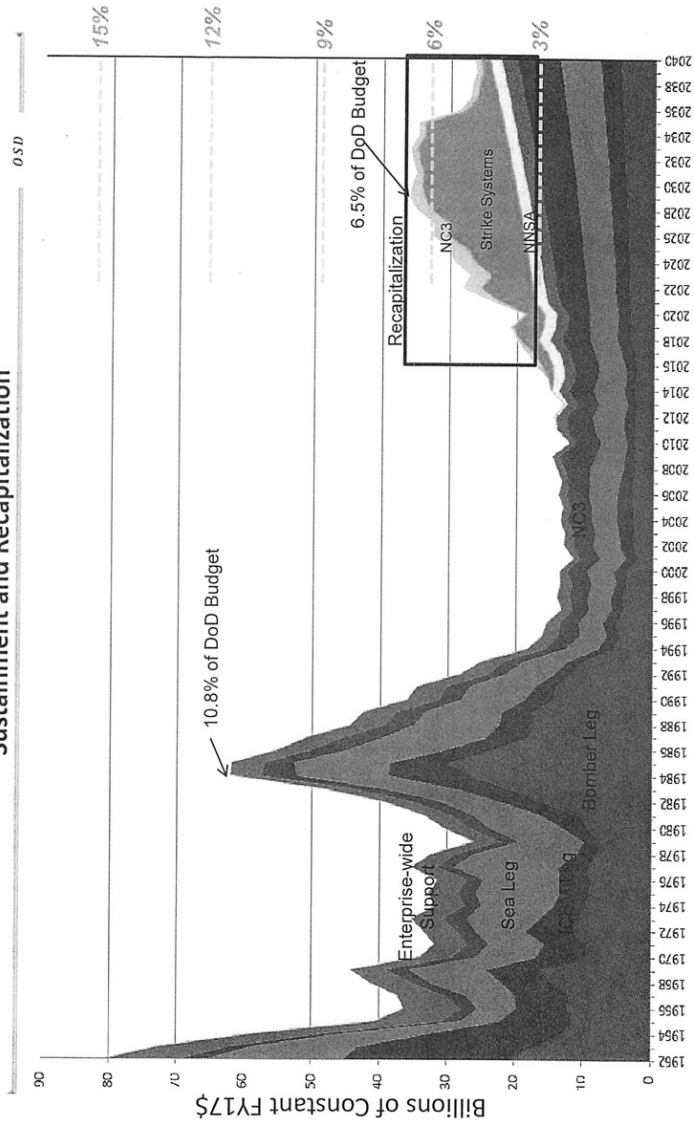 Sustainment and Recapitalization
OSD
Billions of Constant FY17$
90
80
70
60
50
40
30
20
10
0
15%
12%
9%
6%
3%
10.8% of DoD Budget
6.5% of DoD Budget
Recapitalization
NC3
Strike Systems
NNSA
Enterprise-wide
Support
Sea Leg
ICBM Leg
Bomber Leg
NC3
1962 1964 1966 1968 1970 1972 1974 1976 1978 1980 1982 1984 1986 1988 1990 1992 1994 1996 1998 2000 2002 2004 2006 2008 2010 2012 2014 2016 2018 2020 2022 2024 2026 2028 2030 2032 2034 2036 2038 2040